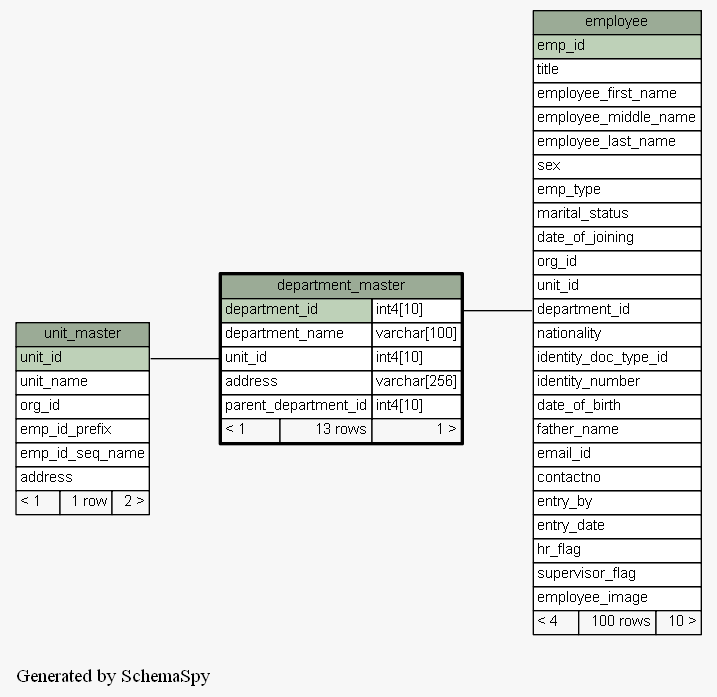 employee
emp_id
title
employee_first_name
employee_middle_name
employee_last_name
sex
emp_type
marital_status
date_of_joining
org_id
unit_id
department_id
nationality
identity_doc_type_id
identity_number
date_of_birth
father_name
email_id
contactno
entry_by
entry_date
hr_flag
supervisor_flag
employee_image
< 4 100 rows 10 >
department_master
department_id int4[10]
department_name varchar[100]
unit_id int4[10]
address varchar[256]
parent_department_id int4[10]
< 1 13 rows 1 >
unit_master
unit_id
unit_name
org_id
emp_id_prefix
emp_id_seq_name
address
< 1 1 row 2 >
Generated by SchemaSpy